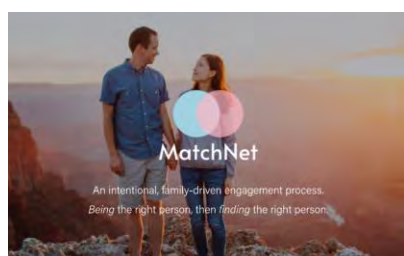 MatchNet
An intentional, family-driven engagement process.
Being the right person, then finding the right person.